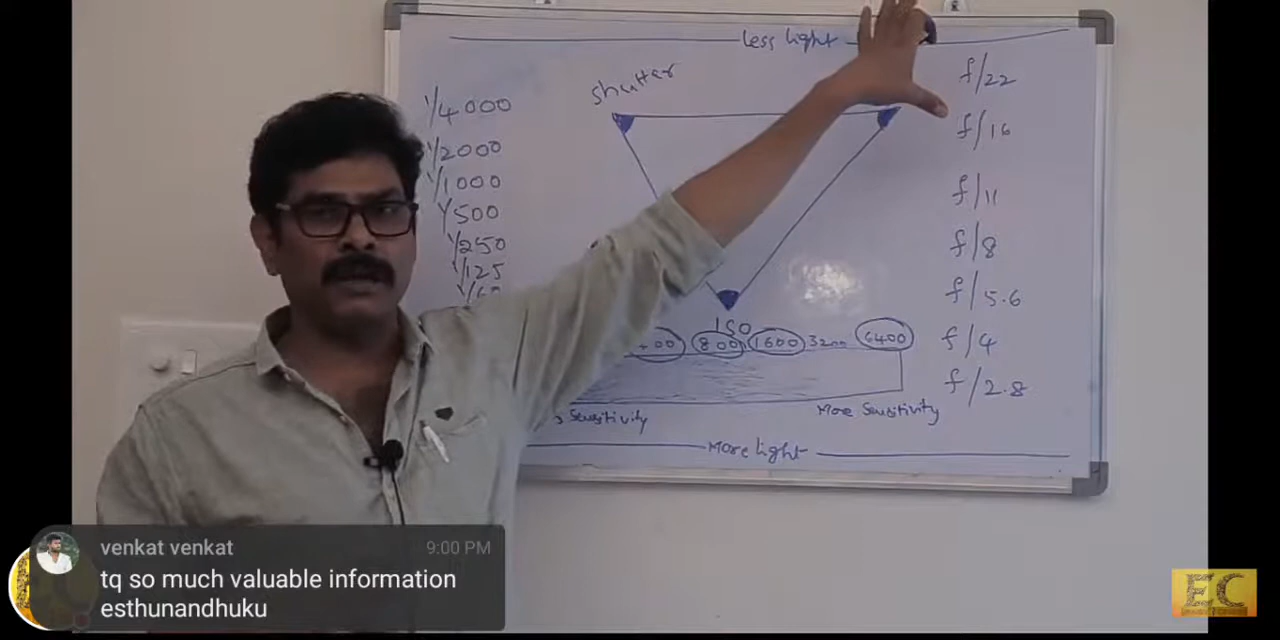 less light
shutter
1/4000
1/2000
1/1000
1/500
1/250
1/125
1/60
f/22
f/16
f/11
f/8
f/5.6
f/4
f/2.8
ISO
800 1600 3200 6400
Sensitivity
More Sensitivity
More light
venkat venkat 9:00 PM
tq so much valuable information
esthunandhuku
EC